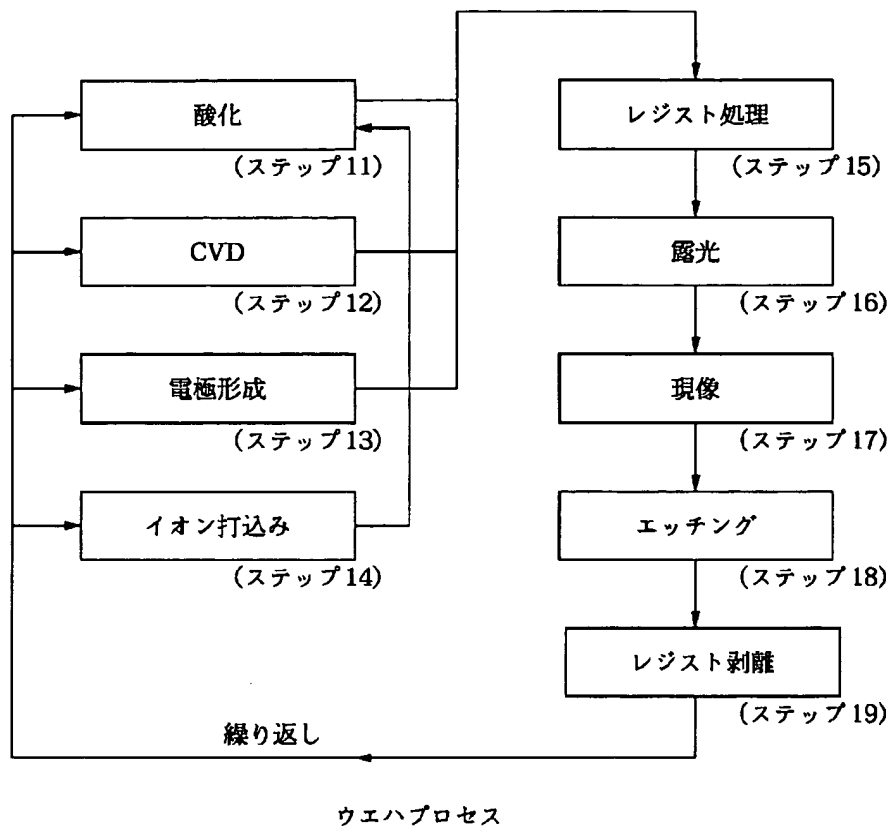 酸化
(ステップ11)
CVD
(ステップ12)
電極形成
(ステップ13)
イオン打込み
(ステップ14)
レジスト処理
(ステップ15)
露光
(ステップ16)
現像
(ステップ17)
エッチング
(ステップ18)
レジスト剥離
(ステップ19)
繰り返し
ウエハプロセス